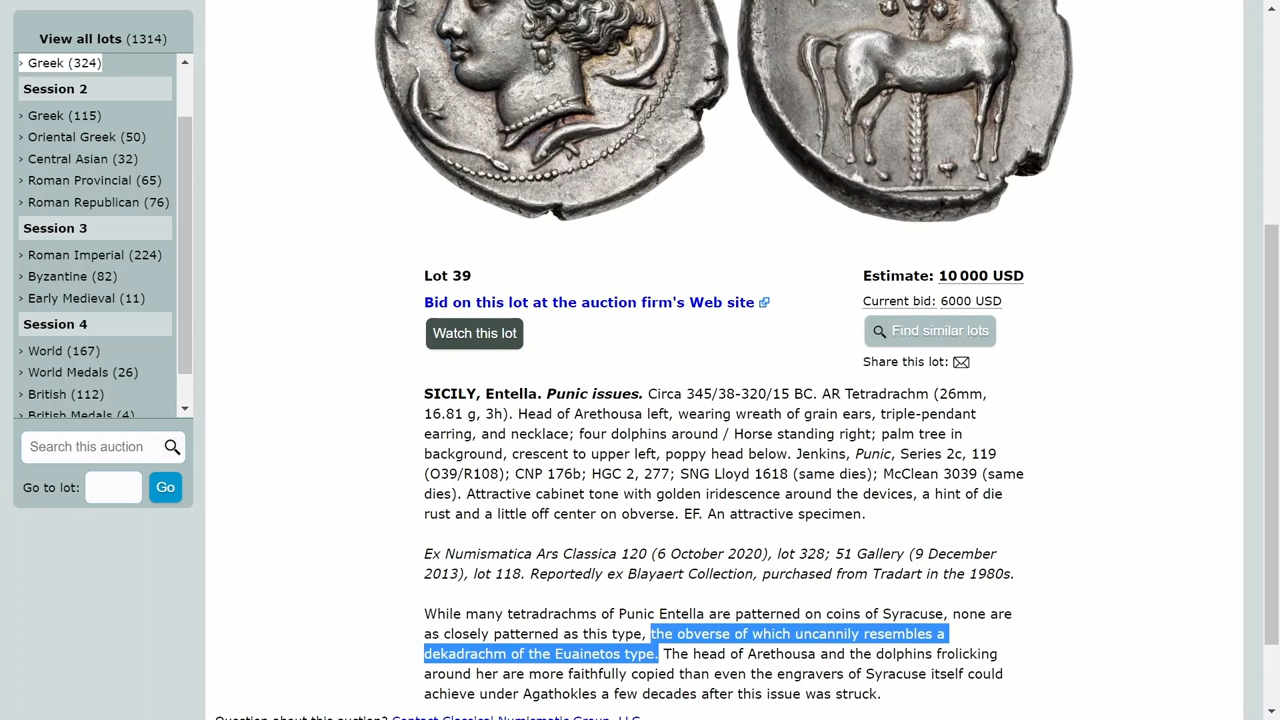 View all lots (1314)
› Greek (324)
Session 2
› Greek (115)
› Oriental Greek (50)
› Central Asian (32)
› Roman Provincial (65)
› Roman Republican (76)
Session 3
› Roman Imperial (224)
› Byzantine (82)
› Early Medieval (11)
Session 4
› World (167)
› World Medals (26)
› British (112)
› British Medals (4)
Search this auction
Go to lot:
Go
Lot 39
Estimate: 10 000 USD
Bid on this lot at the auction firm's Web site
Current bid: 6000 USD
Watch this lot
Find similar lots
Share this lot:
SICILY, Entella. Punic issues. Circa 345/38-320/15 BC. AR Tetradrachm (26mm,
16.81 g, 3h). Head of Arethousa left, wearing wreath of grain ears, triple-pendant
earring, and necklace; four dolphins around / Horse standing right; palm tree in
background, crescent to upper left, poppy head below. Jenkins, Punic, Series 2c, 119
(O39/R108); CNP 176b; HGC 2, 277; SNG Lloyd 1618 (same dies); McClean 3039 (same
dies). Attractive cabinet tone with golden iridescence around the devices, a hint of die
rust and a little off center on obverse. EF. An attractive specimen.
Ex Numismatica Ars Classica 120 (6 October 2020), lot 328; 51 Gallery (9 December
2013), lot 118. Reportedly ex Blayaert Collection, purchased from Tradart in the 1980s.
While many tetradrachms of Punic Entella are patterned on coins of Syracuse, none are
as closely patterned as this type, the obverse of which uncannily resembles a
dekadrachm of the Euainetos type. The head of Arethousa and the dolphins frolicking
around her are more faithfully copied than even the engravers of Syracuse itself could
achieve under Agathokles a few decades after this issue was struck.
Question about this auction? Contact Classical Numismatic Group, LLC